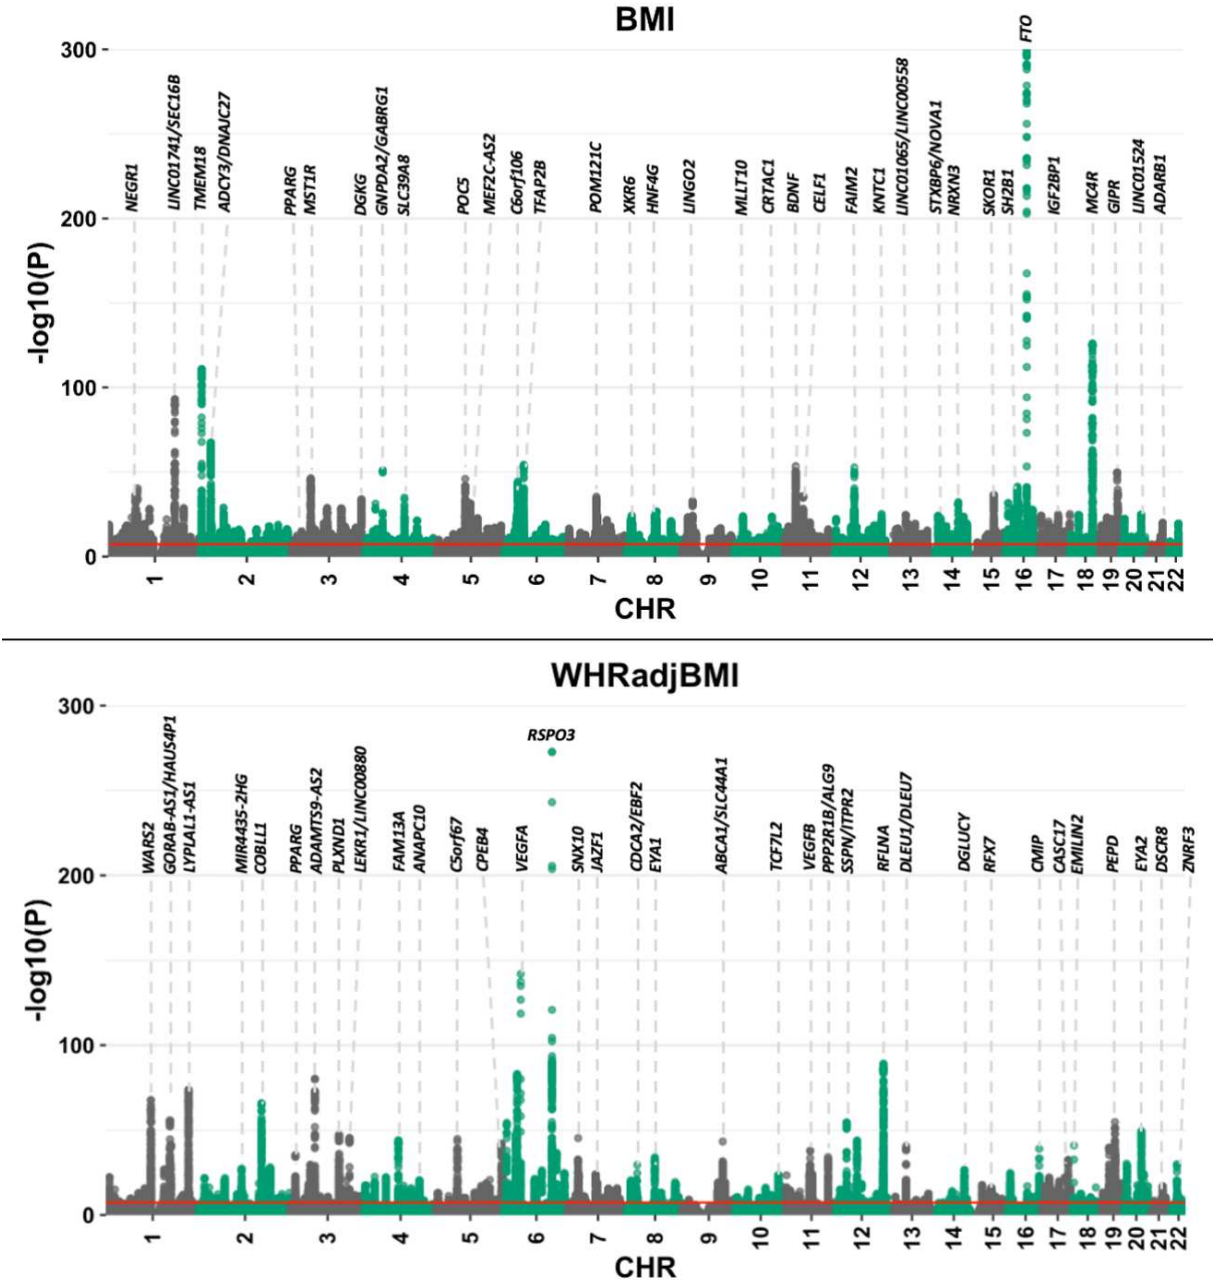 BMI
300
200
100
0
-log10(P)
NEGR1
LINC01741/SEC16B
TMEM18
ADCY3/DNAJC27
PPARG
MST1R
DGKG
GNPDA2/GABRG1
SLC39A8
POC5
MEF2C-AS2
C6orf106
TFAP2B
POM121C
XKR6
HNF4G
LINGO2
MLLT10
CRTAC1
BDNF
CELF1
FAIM2
KNTC1
LINC01065/LINC00558
STXBP6/NOVA1
NRXN3
SKOR1
SH2B1
FTO
IGF2BP1
MC4R
GIPR
LINC01524
ADARB1
1 2 3 4 5 6 7 8 9 10 11 12 13 14 15 16 17 18 19 20 21 22
CHR
WHRadjBMI
300
200
100
0
-log10(P)
WARS2
GORAB-AS1/HAUS4P1
LYPLAL1-AS1
MIR4435-2HG
COBLL1
PPARG
ADAMTS9-AS2
PLXND1
LEKR1/LINC00880
FAM13A
ANAPC10
C5orf67
CPEB4
VEGFA
RSPO3
SNX10
JAZF1
CDCA2/EBF2
EYA1
ABCA1/SLC44A1
TCF7L2
VEGFB
PPP2R1B/ALG9
SSPN/ITPR2
RFLNA
DLEU1/DLEU7
DGLUCY
RFX7
CMIP
CASC17
EMILIN2
PEPD
EYA2
DSCR8
ZNRF3
1 2 3 4 5 6 7 8 9 10 11 12 13 14 15 16 17 18 19 20 21 22
CHR